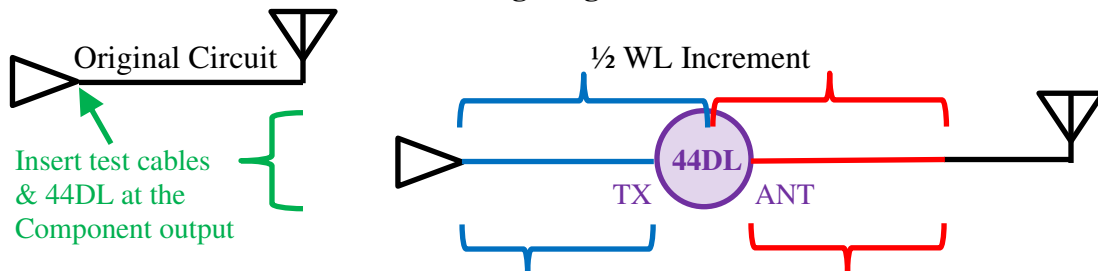 Original Circuit
½ WL Increment
Insert test cables
& 44DL at the
Component output
44DL
TX
ANT